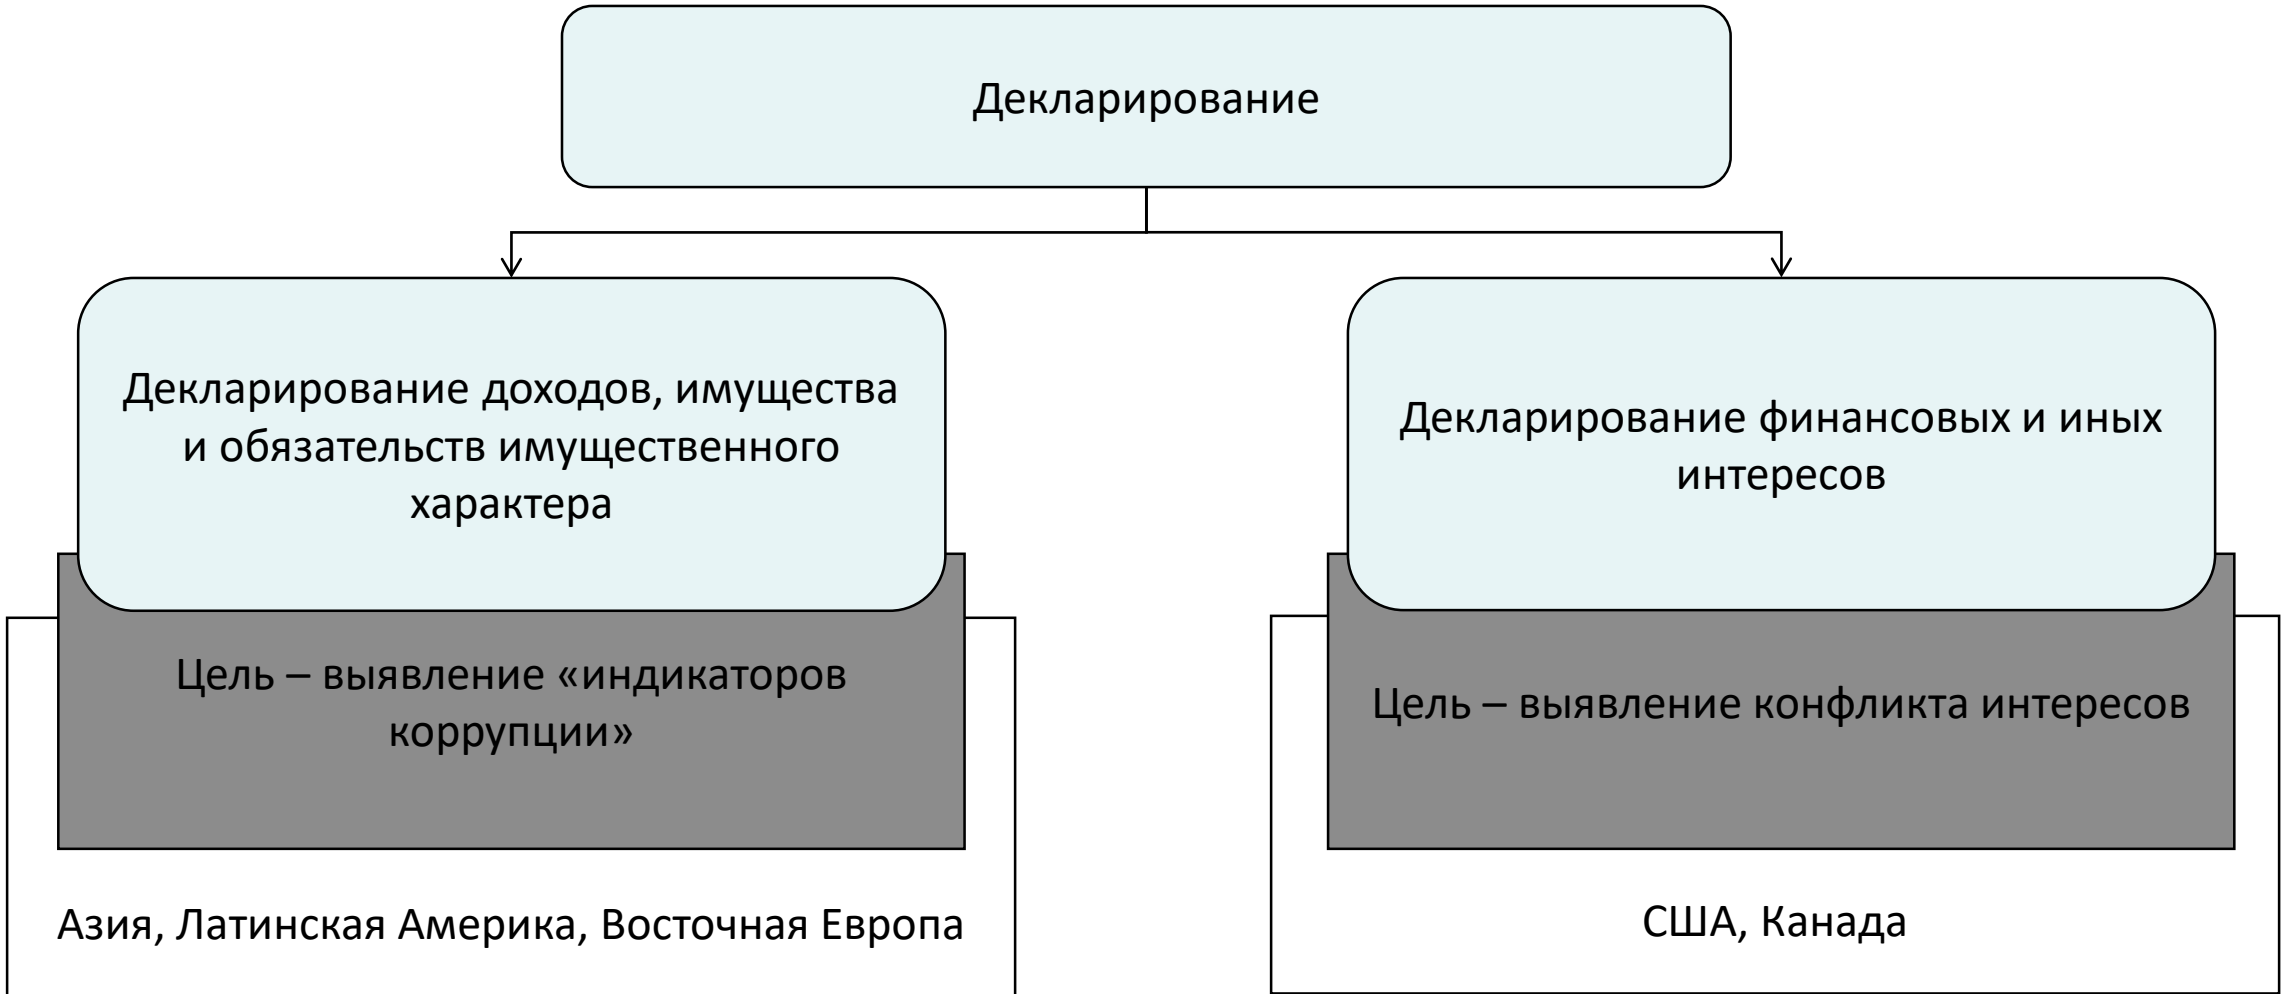 Декларирование
Декларирование доходов, имущества
и обязательств имущественного
характера
Цель – выявление «индикаторов
коррупции»
Азия, Латинская Америка, Восточная Европа
Декларирование финансовых и иных
интересов
Цель – выявление конфликта интересов
США, Канада